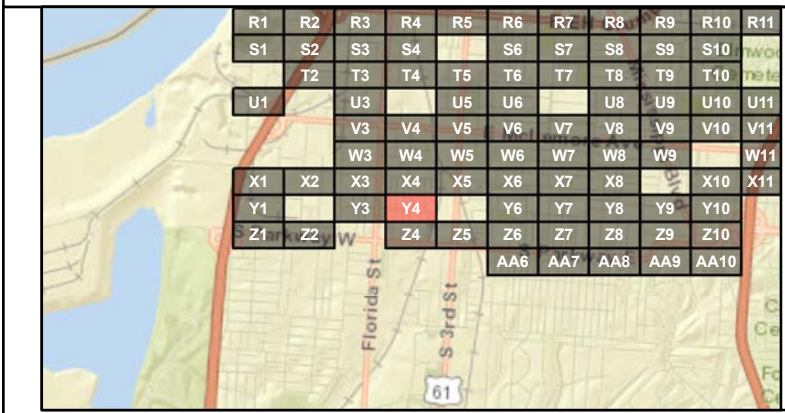 R1 R2 R3 R4 R5 R6 R7 R8 R9 R10 R11
S1 S2 S3 S4 S6 S7 S8 S9 S10
T2 T3 T4 T5 T6 T7 T8 T9 T10
U1 U3 U5 U6 U8 U9 U10 U11
V3 V4 V5 V6 V7 V8 V9 V10 V11
W3 W4 W5 W6 W7 W8 W9 W11
X1 X2 X3 X4 X5 X6 X7 X8 X10 X11
Y1 Y3 Y4 Y6 Y7 Y8 Y9 Y10
Z1 Z2 Z4 Z5 Z6 Z7 Z8 Z9 Z10
S Parkway W
AA6 AA7 AA8 AA9 AA10
Florida St
S 3rd St
61